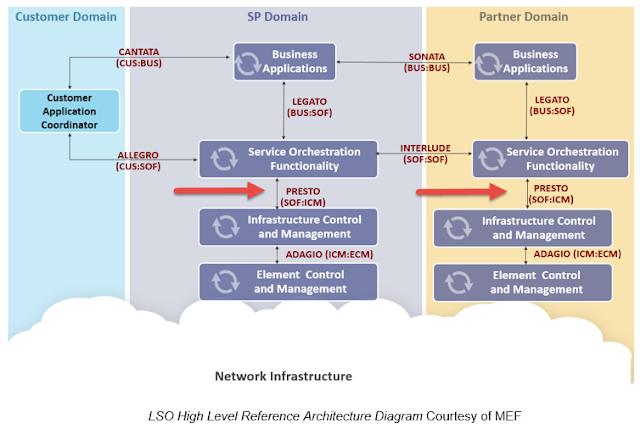 Customer Domain
SP Domain
Partner Domain
CANTATA
(CUS:BUS)
Business
Applications
SONATA
(BUS:BUS)
Business
Applications
Customer
Application
Coordinator
LEGATO
(BUS:SOF)
LEGATO
(BUS:SOF)
ALLEGRO
(CUS:SOF)
Service Orchestration
Functionality
INTERLUDE
(SOF:SOF)
Service Orchestration
Functionality
PRESTO
(SOF:ICM)
PRESTO
(SOF:ICM)
Infrastructure Control
and Management
Infrastructure Control
and Management
ADAGIO (ICM:ECM)
ADAGIO (ICM:ECM)
Element Control
and Management
Element Control
and Management
Network Infrastructure
LSO High Level Reference Architecture Diagram Courtesy of MEF